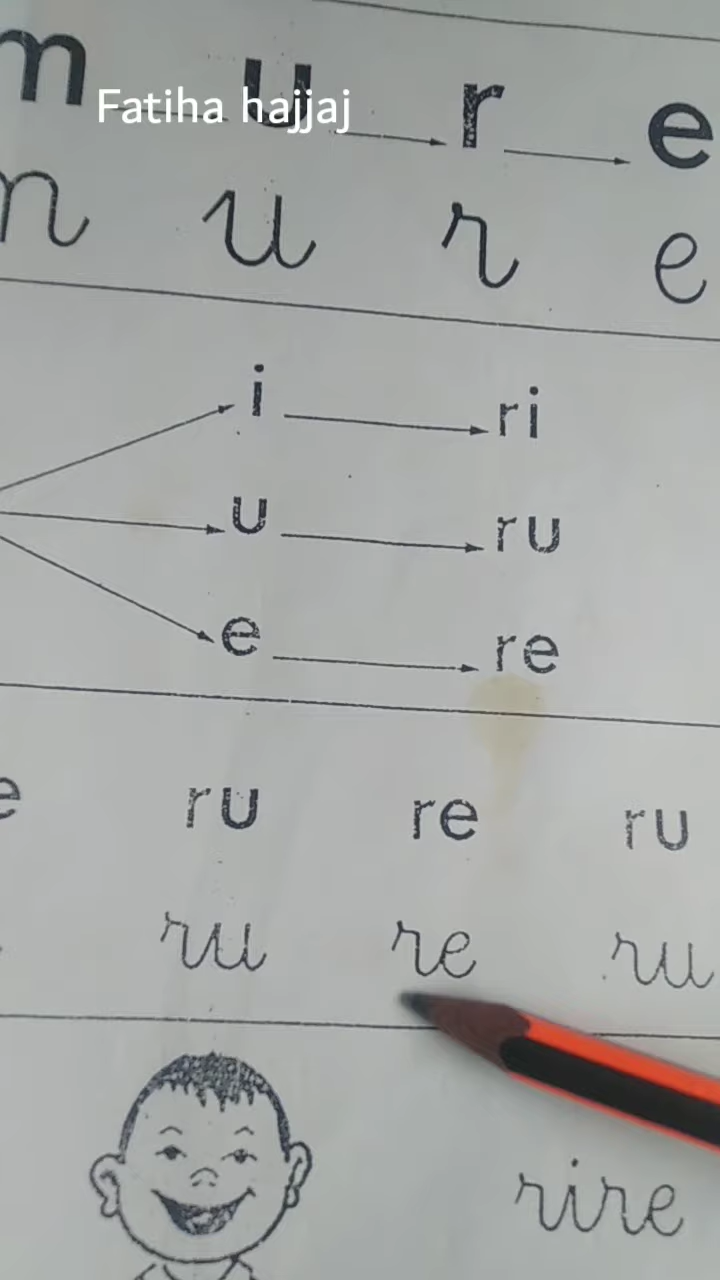 m u r e
Fatiha hajjaj
m u r e
i ri
u ru
e re
e ru re ru
ru re ru
rire